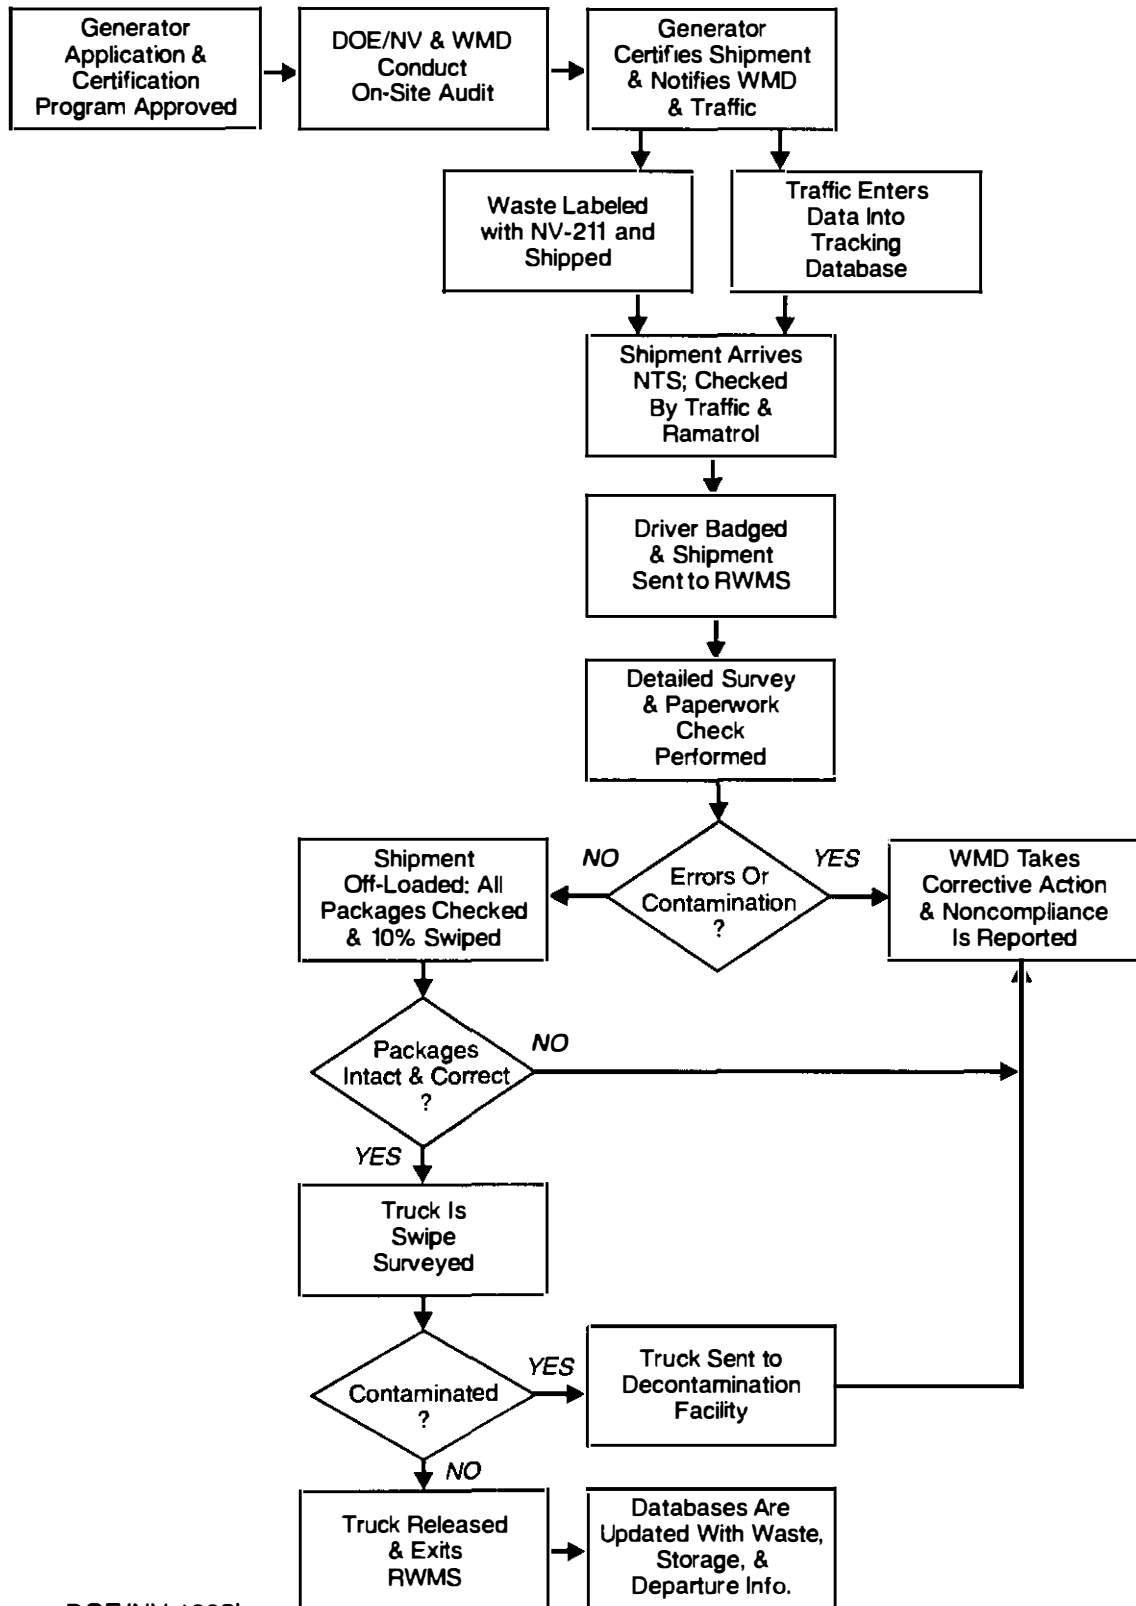 Generator
Application &
Certification
Program Approved
DOE/NV & WMD
Conduct
On-Site Audit
Generator
Certifies Shipment
& Notifies WMD
& Traffic
Waste Labeled
with NV-211 and
Shipped
Traffic Enters
Data Into
Tracking
Database
Shipment Arrives
NTS; Checked
By Traffic &
Ramatrol
Driver Badged
& Shipment
Sent to RWMS
Detailed Survey
& Paperwork
Check
Performed
Errors Or
Contamination
?
NO
YES
Shipment
Off-Loaded: All
Packages Checked
& 10% Swiped
WMD Takes
Corrective Action
& Noncompliance
Is Reported
Packages
Intact & Correct
?
NO
YES
Truck Is
Swipe
Surveyed
Contaminated
?
YES
Truck Sent to
Decontamination
Facility
NO
Truck Released
& Exits
RWMS
Databases Are
Updated With Waste,
Storage, &
Departure Info.